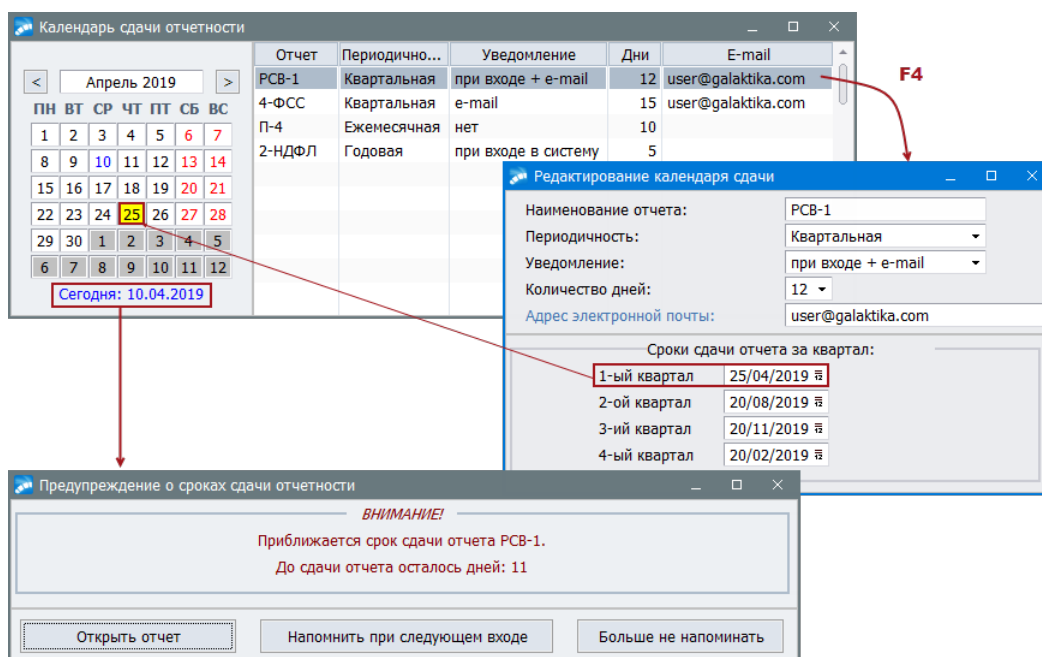 Календарь сдачи отчетности
< Апрель 2019 >
ПН ВТ СР ЧТ ПТ СБ ВС
1 2 3 4 5 6 7
8 9 10 11 12 13 14
15 16 17 18 19 20 21
22 23 24 25 26 27 28
29 30 1 2 3 4 5
6 7 8 9 10 11 12
Сегодня: 10.04.2019
Отчет Периодично... Уведомление Дни E-mail
РСВ-1 Квартальная при входе + e-mail 12 user@galaktika.com
4-ФСС Квартальная e-mail 15 user@galaktika.com
П-4 Ежемесячная нет 10
2-НДФЛ Годовая при входе в систему 5
F4
Редактирование календаря сдачи
Наименование отчета: РСВ-1
Периодичность: Квартальная
Уведомление: при входе + e-mail
Количество дней: 12
Адрес электронной почты: user@galaktika.com
Сроки сдачи отчета за квартал:
1-ый квартал 25/04/2019
2-ой квартал 20/08/2019
3-ий квартал 20/11/2019
4-ый квартал 20/02/2019
Предупреждение о сроках сдачи отчетности
ВНИМАНИЕ!
Приближается срок сдачи отчета РСВ-1.
До сдачи отчета осталось дней: 11
Открыть отчет Напомнить при следующем входе Больше не напоминать